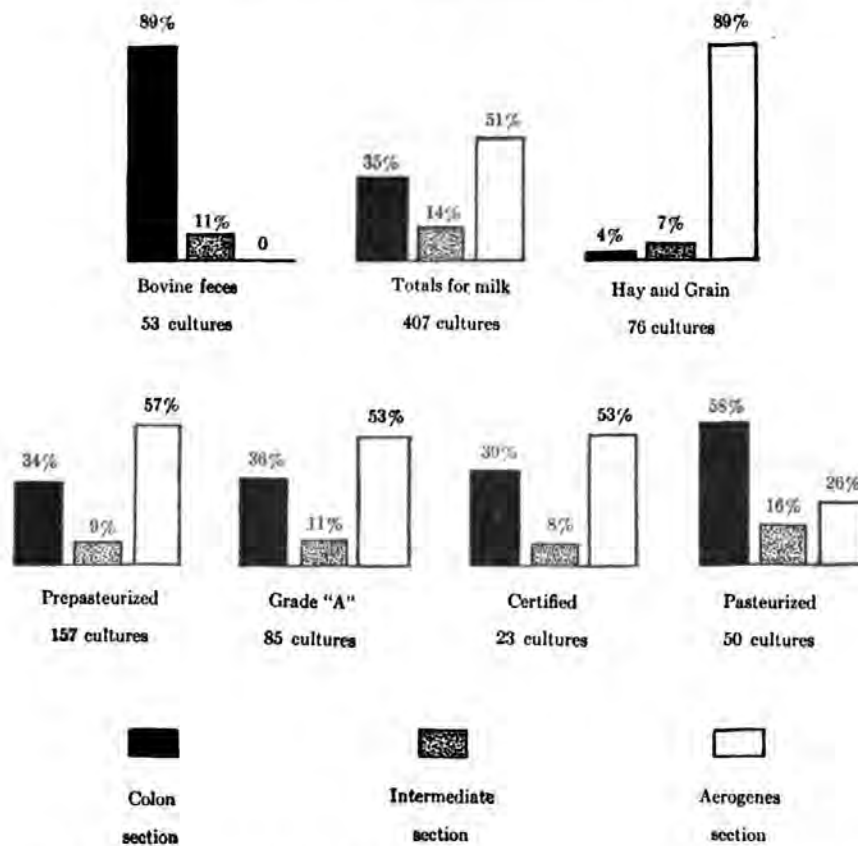 89%
11%
0
Bovine feces
53 cultures
35%
14%
51%
Totals for milk
407 cultures
4%
7%
89%
Hay and Grain
76 cultures
34%
9%
57%
Prepasteurized
157 cultures
36%
11%
53%
Grade "A"
85 cultures
39%
8%
53%
Certified
23 cultures
58%
16%
26%
Pasteurized
50 cultures
Colon
section
Intermediate
section
Aerogenes
section